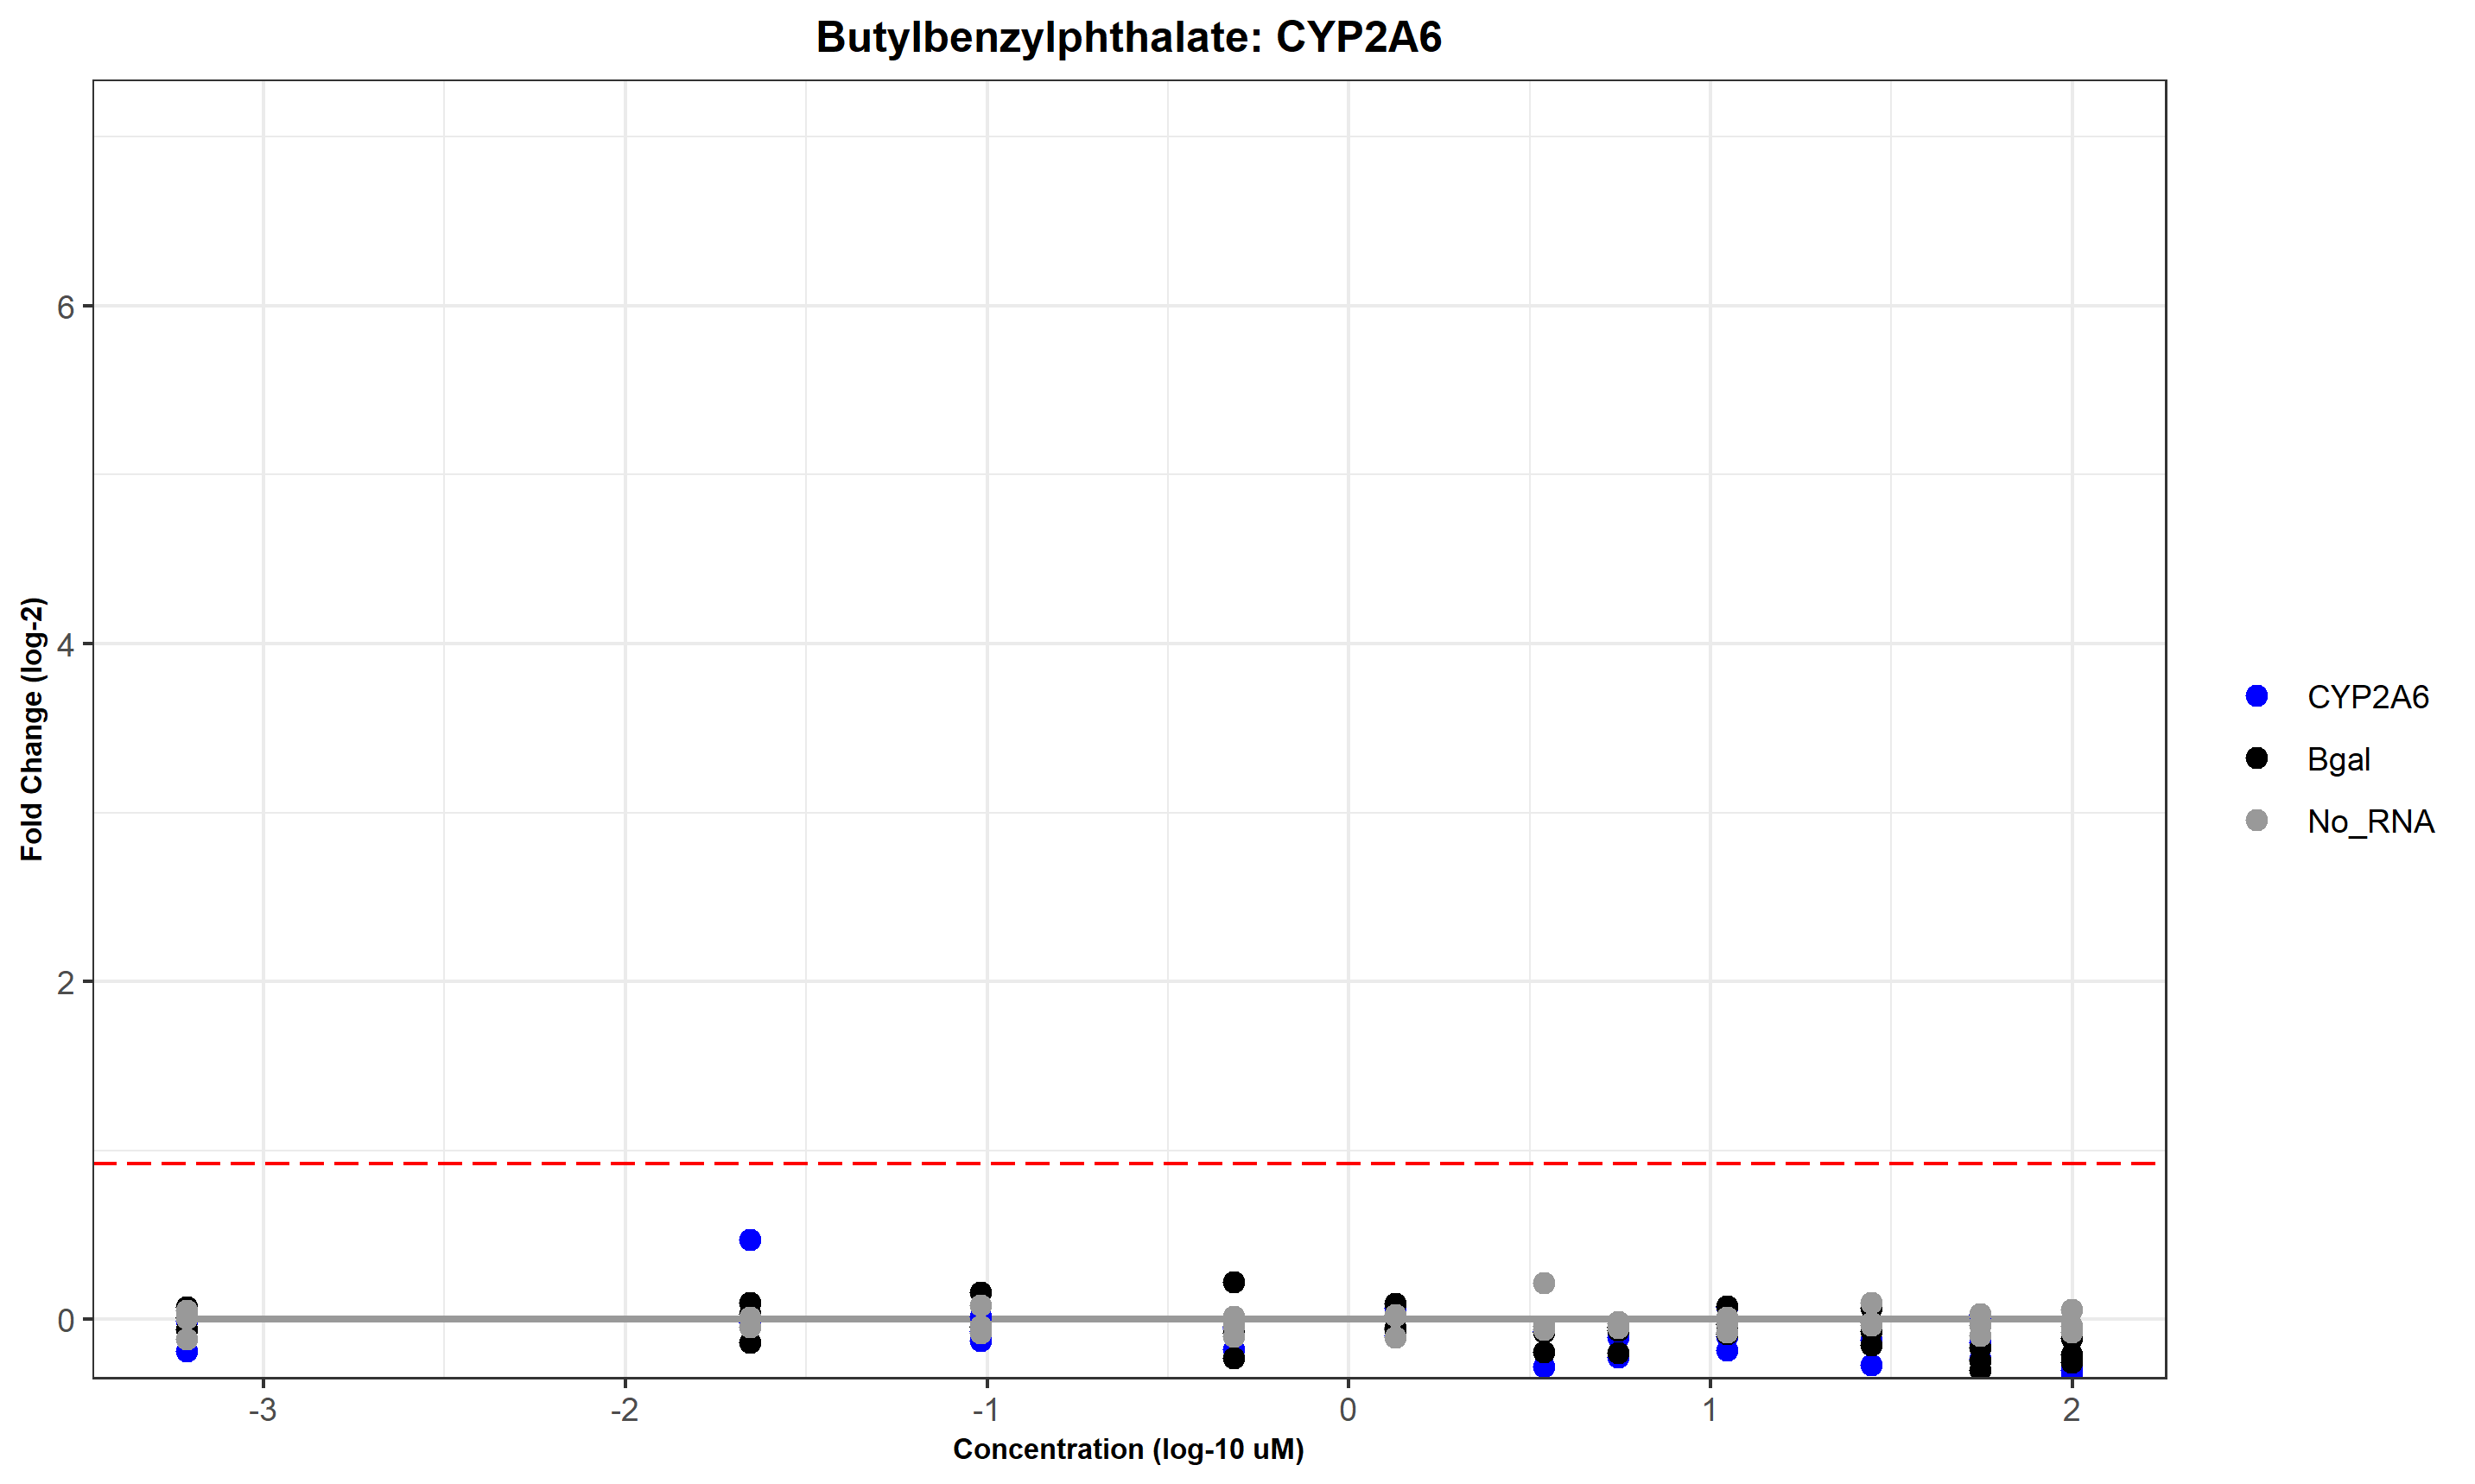 Butylbenzylphthalate: CYP2A6
Fold Change (log-2)
6
4
2
0
-3
-2
-1
0
1
2
Concentration (log-10 uM)
CYP2A6
Bgal
No_RNA